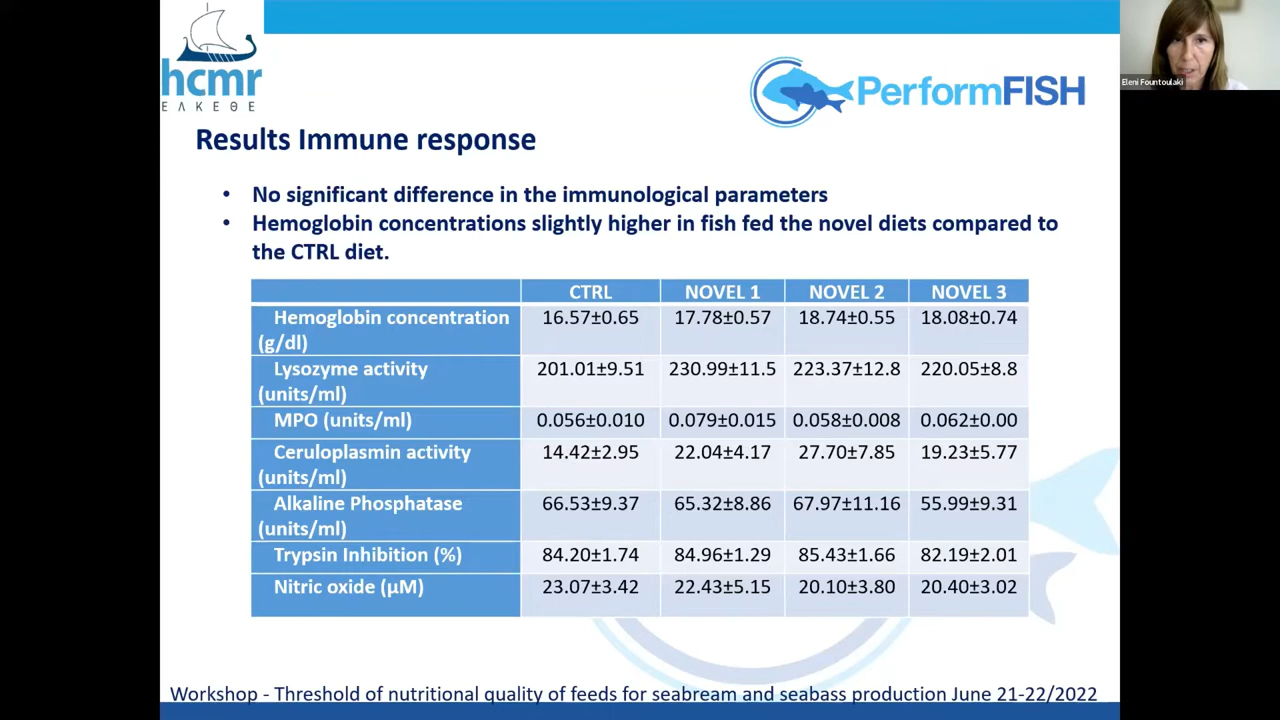 hcmr
ΕΛΚΕΘΕ
PerformFISH
Eleni Fountoulaki
Results Immune response
• No significant difference in the immunological parameters
• Hemoglobin concentrations slightly higher in fish fed the novel diets compared to
the CTRL diet.
CTRL NOVEL 1 NOVEL 2 NOVEL 3
Hemoglobin concentration (g/dl) 16.57±0.65 17.78±0.57 18.74±0.55 18.08±0.74
Lysozyme activity (units/ml) 201.01±9.51 230.99±11.5 223.37±12.8 220.05±8.8
MPO (units/ml) 0.056±0.010 0.079±0.015 0.058±0.008 0.062±0.00
Ceruloplasmin activity (units/ml) 14.42±2.95 22.04±4.17 27.70±7.85 19.23±5.77
Alkaline Phosphatase (units/ml) 66.53±9.37 65.32±8.86 67.97±11.16 55.99±9.31
Trypsin Inhibition (%) 84.20±1.74 84.96±1.29 85.43±1.66 82.19±2.01
Nitric oxide (μM) 23.07±3.42 22.43±5.15 20.10±3.80 20.40±3.02
Workshop - Threshold of nutritional quality of feeds for seabream and seabass production June 21-22/2022